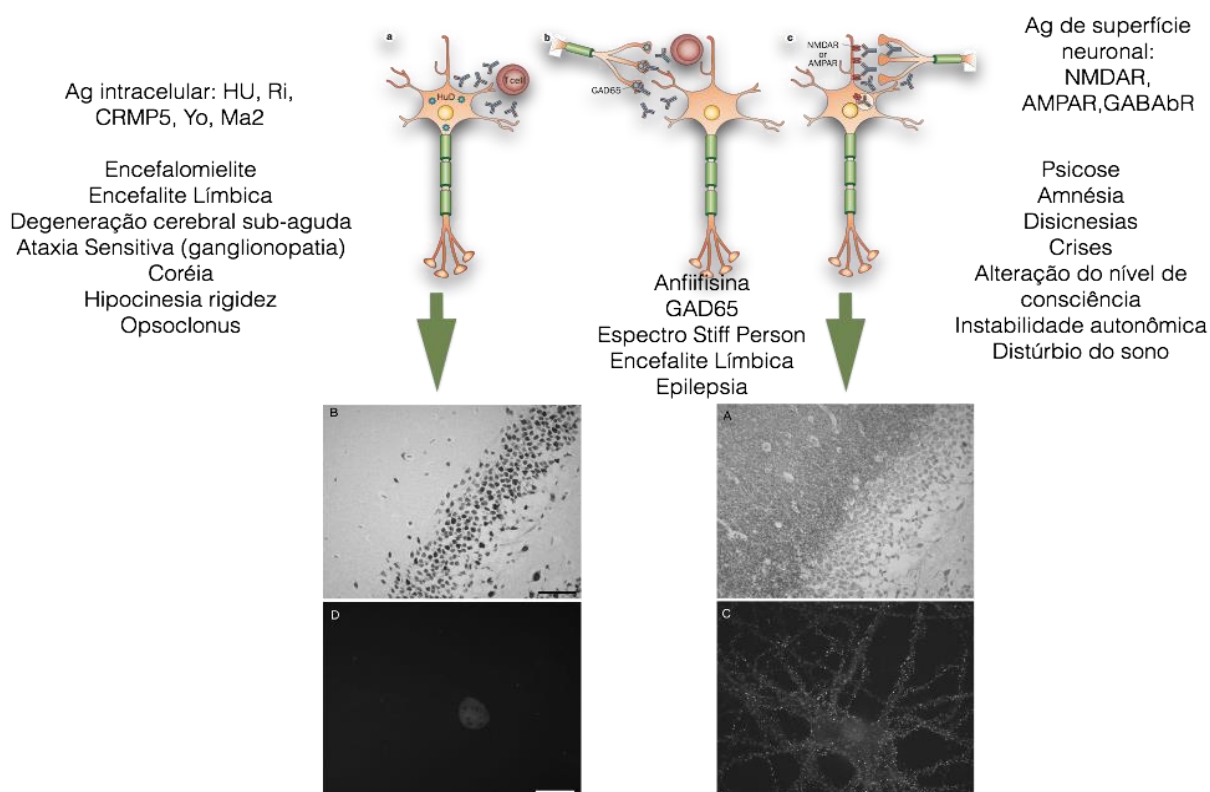 Ag intracelular: HU, Ri,
CRMP5, Yo, Ma2
Encefalomielite
Encefalite Límbica
Degeneração cerebral sub-aguda
Ataxia Sensitiva (ganglionopatia)
Coréia
Hipocinesia rigidez
Opsoclonus
a
HuD
T cell
b
GAD65
Anfiifisina
GAD65
Espectro Stiff Person
Encefalite Límbica
Epilepsia
c
NMDAR
or
AMPAR
Ag de superfície
neuronal:
NMDAR,
AMPAR,GABAbR
Psicose
Amnésia
Disicnesias
Crises
Alteração do nível de
consciência
Instabilidade autonômica
Distúrbio do sono
B
A
D
C